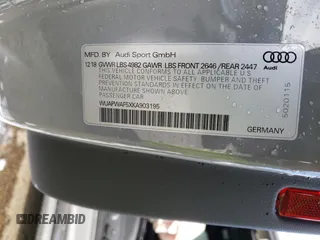 MFD. BY Audi Sport GmbH
12/18 GVWR LBS 4982 GAWR LBS FRONT 2646 /REAR 2447
THIS VEHICLE CONFORMS TO ALL APPLICABLE
FEDERAL MOTOR VEHICLE
SAFETY, BUMPER AND THEFT
PREVENTION STANDARDS IN EFFECT ON THE DATE OF
MANUFACTURE SHOWN ABOVE.
PASSENGER CAR
WUAPWAF5XKA903195
Audi
5020115
GERMANY
DREAMBID